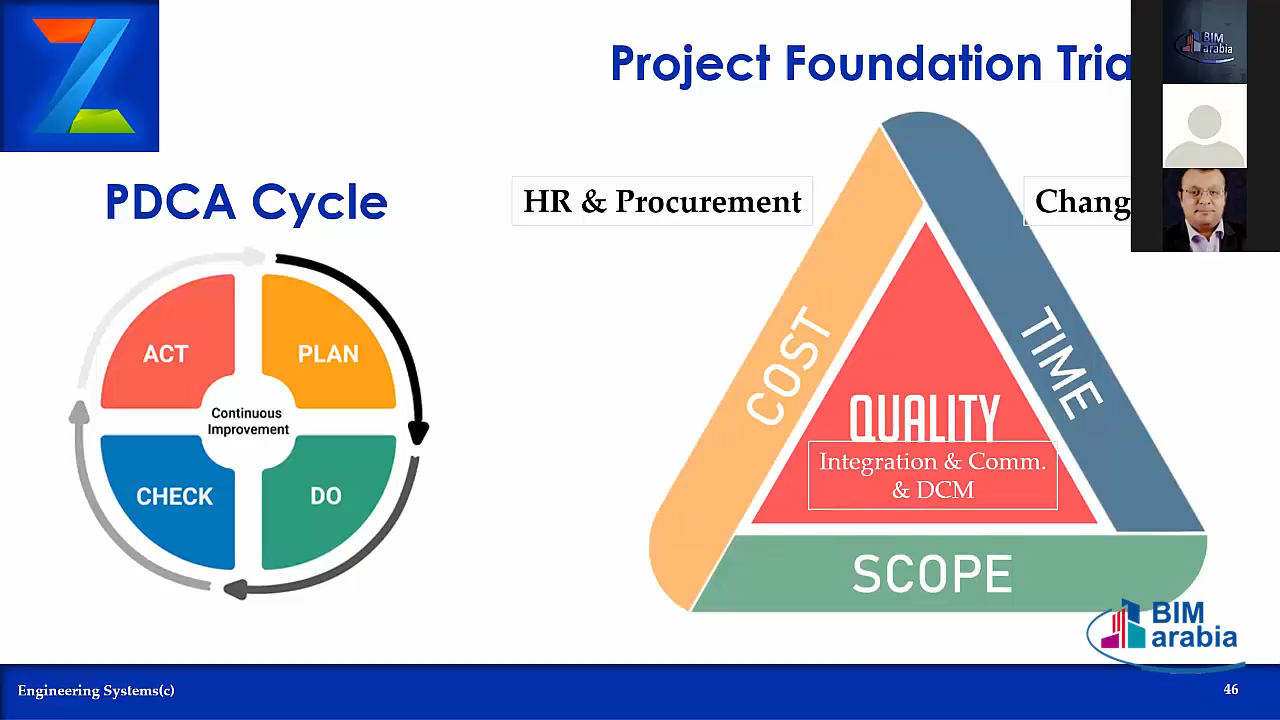 Project Foundation Tria
BIM
arabia
PDCA Cycle
HR & Procurement
Chang
ACT
PLAN
Continuous
Improvement
CHECK
DO
COST
TIME
QUALITY
Integration & Comm.
& DCM
SCOPE
BIM
arabia
Engineering Systems(c)
46